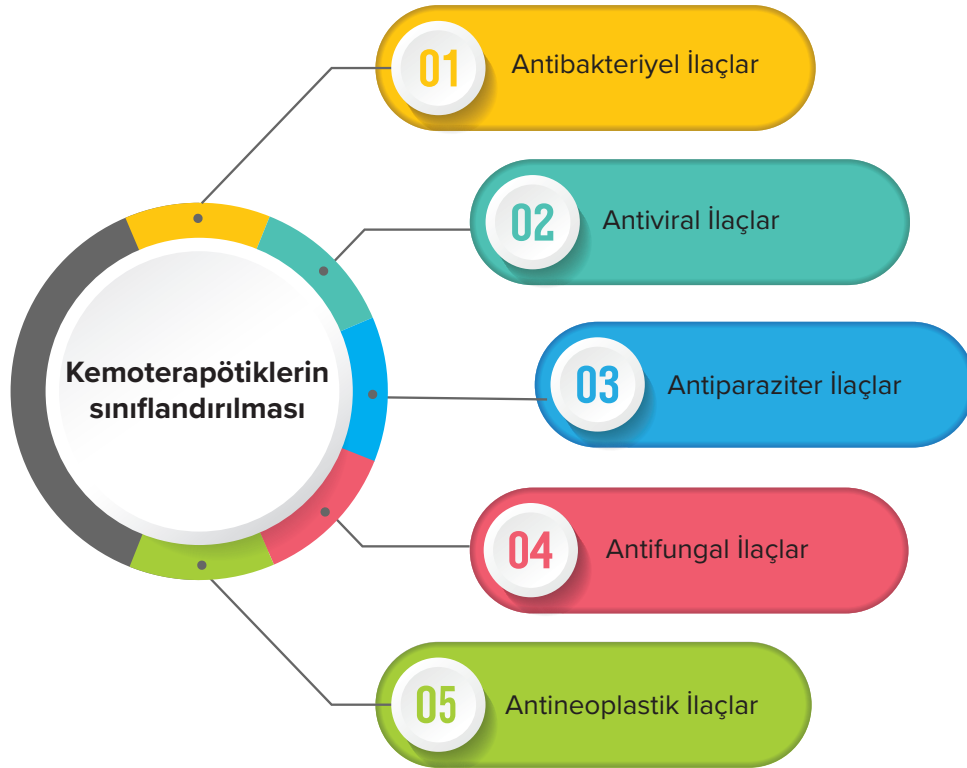 Kemoterapötiklerin
sınıflandırılması
01
Antibakteriyel İlaçlar
02
Antiviral İlaçlar
03
Antiparaziter İlaçlar
04
Antifungal İlaçlar
05
Antineoplastik İlaçlar